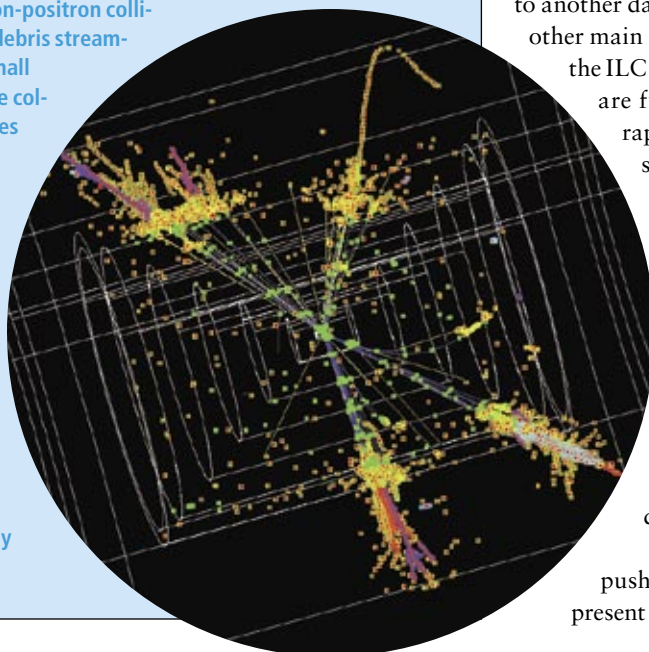 on-positron colli-
debris stream-
mall
e col-
es
y
to another da
other main
the ILC
are f
rap
s
c
push
present